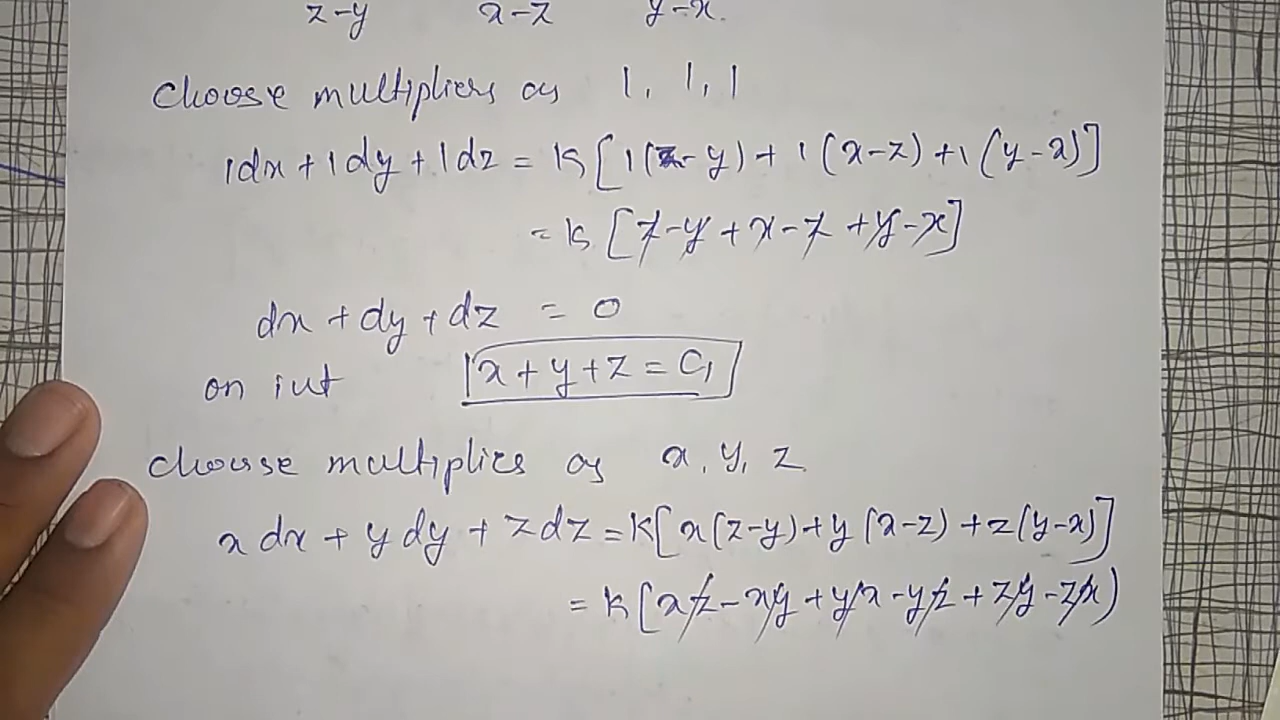 z-y x-z y-x.
Choose multipliers as 1, 1, 1
1dx + 1dy + 1dz = k[1(z-y) + 1(x-z) + 1(y-x)]
= k[z-y+x-z+y-x]
dx + dy + dz = 0
on int x+y+z = C1
choose multiplies as x, y, z.
x dx + y dy + z dz = k[x(z-y) + y(x-z) + z(y-x)]
= k[xz - xy + yx - yz + zy - zx)